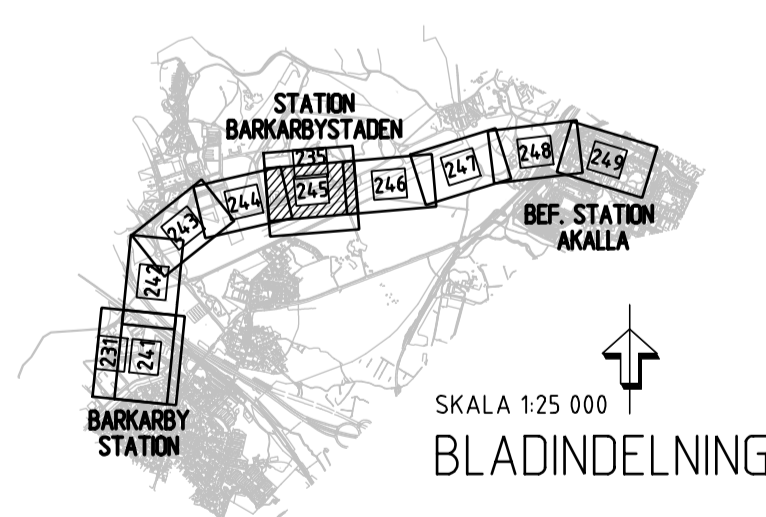 STATION
BARKARBYSTADEN
235
245
246
247
248
249
244
243
242
231
241
BEF. STATION
AKALLA
BARKARBY
STATION
SKALA 1:25 000
BLADINDELNING